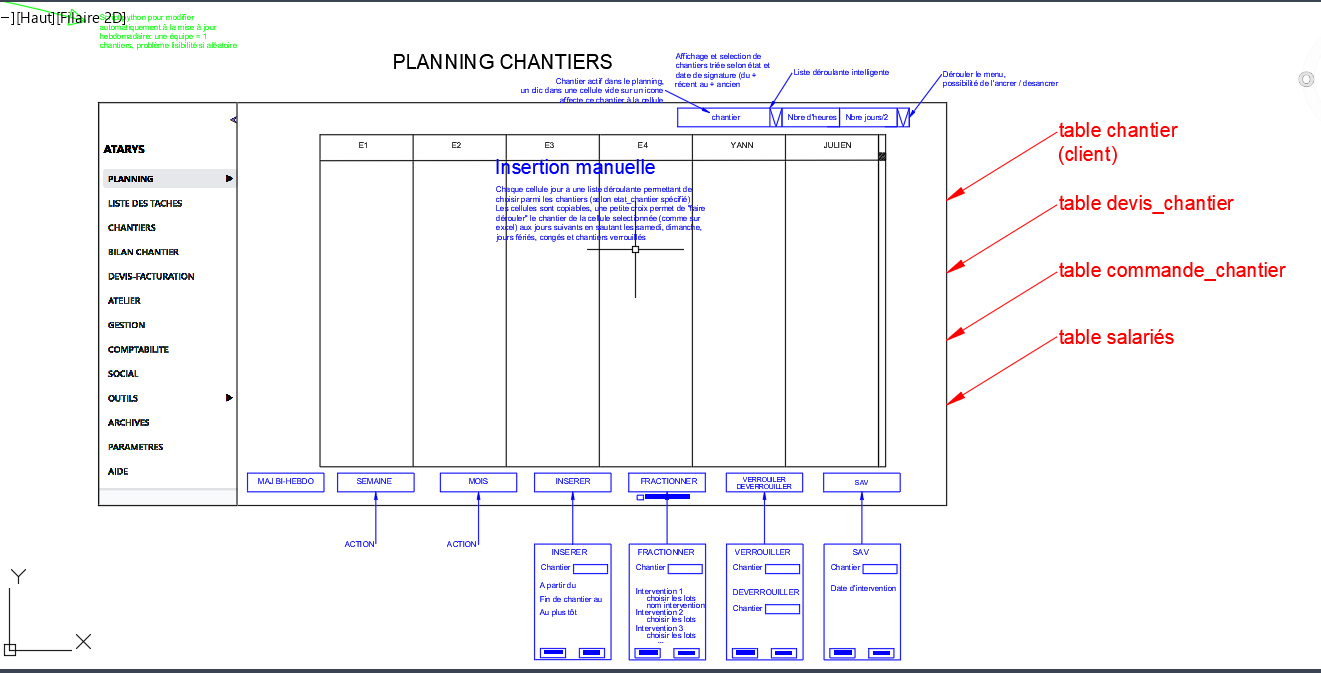 −][Haut][Filaire 2D]
python pour modifier
automatiquement à la mise à jour
hebdomadaire; une équipe = 1
chantiers, problème lisibilité si aléatoire
PLANNING CHANTIERS
Affichage et selection de
chantiers triée selon état et
date de signature (du +
récent au + ancien
Chantier actif dans le planning,
un clic dans une cellule vide sur un icone
affecte ce chantier à la cellule
Liste déroulante intelligente
Dérouler le menu,
possibilité de l'ancrer / desancrer
chantier
Nbre d'heures
Nbre jours/2
<
ATARYS
PLANNING
LISTE DES TACHES
CHANTIERS
BILAN CHANTIER
DEVIS-FACTURATION
ATELIER
GESTION
COMPTABILITE
SOCIAL
OUTILS
ARCHIVES
PARAMETRES
AIDE
E1
E2
E3
E4
YANN
JULIEN
Insertion manuelle
Chaque cellule jour a une liste déroulante permettant de
choisir parmi les chantiers (selon etat_chantier spécifié)
Les cellules sont copiables, une petite croix permet de "faire
dérouler" le chantier de la cellule selectionnée (comme sur
excel) aux jours suivants en sautant les samedi, dimanche,
jours fériés, congés et chantiers verrouillés
table chantier
(client)
table devis_chantier
table commande_chantier
table salariés
MAJ BI-HEBDO
SEMAINE
MOIS
INSERER
FRACTIONNER
VERROUILER
DEVERROUILLER
SAV
ACTION
ACTION
INSERER
Chantier
A partir du
Fin de chantier au
Au plus tôt
FRACTIONNER
Chantier
Intervention 1
choisir les lots
nom intervention
Intervention 2
choisir les lots
Intervention 3
choisir les lots
...
VERROUILLER
Chantier
DEVERROUILLER
Chantier
SAV
Chantier
Date d'intervention
Y
X